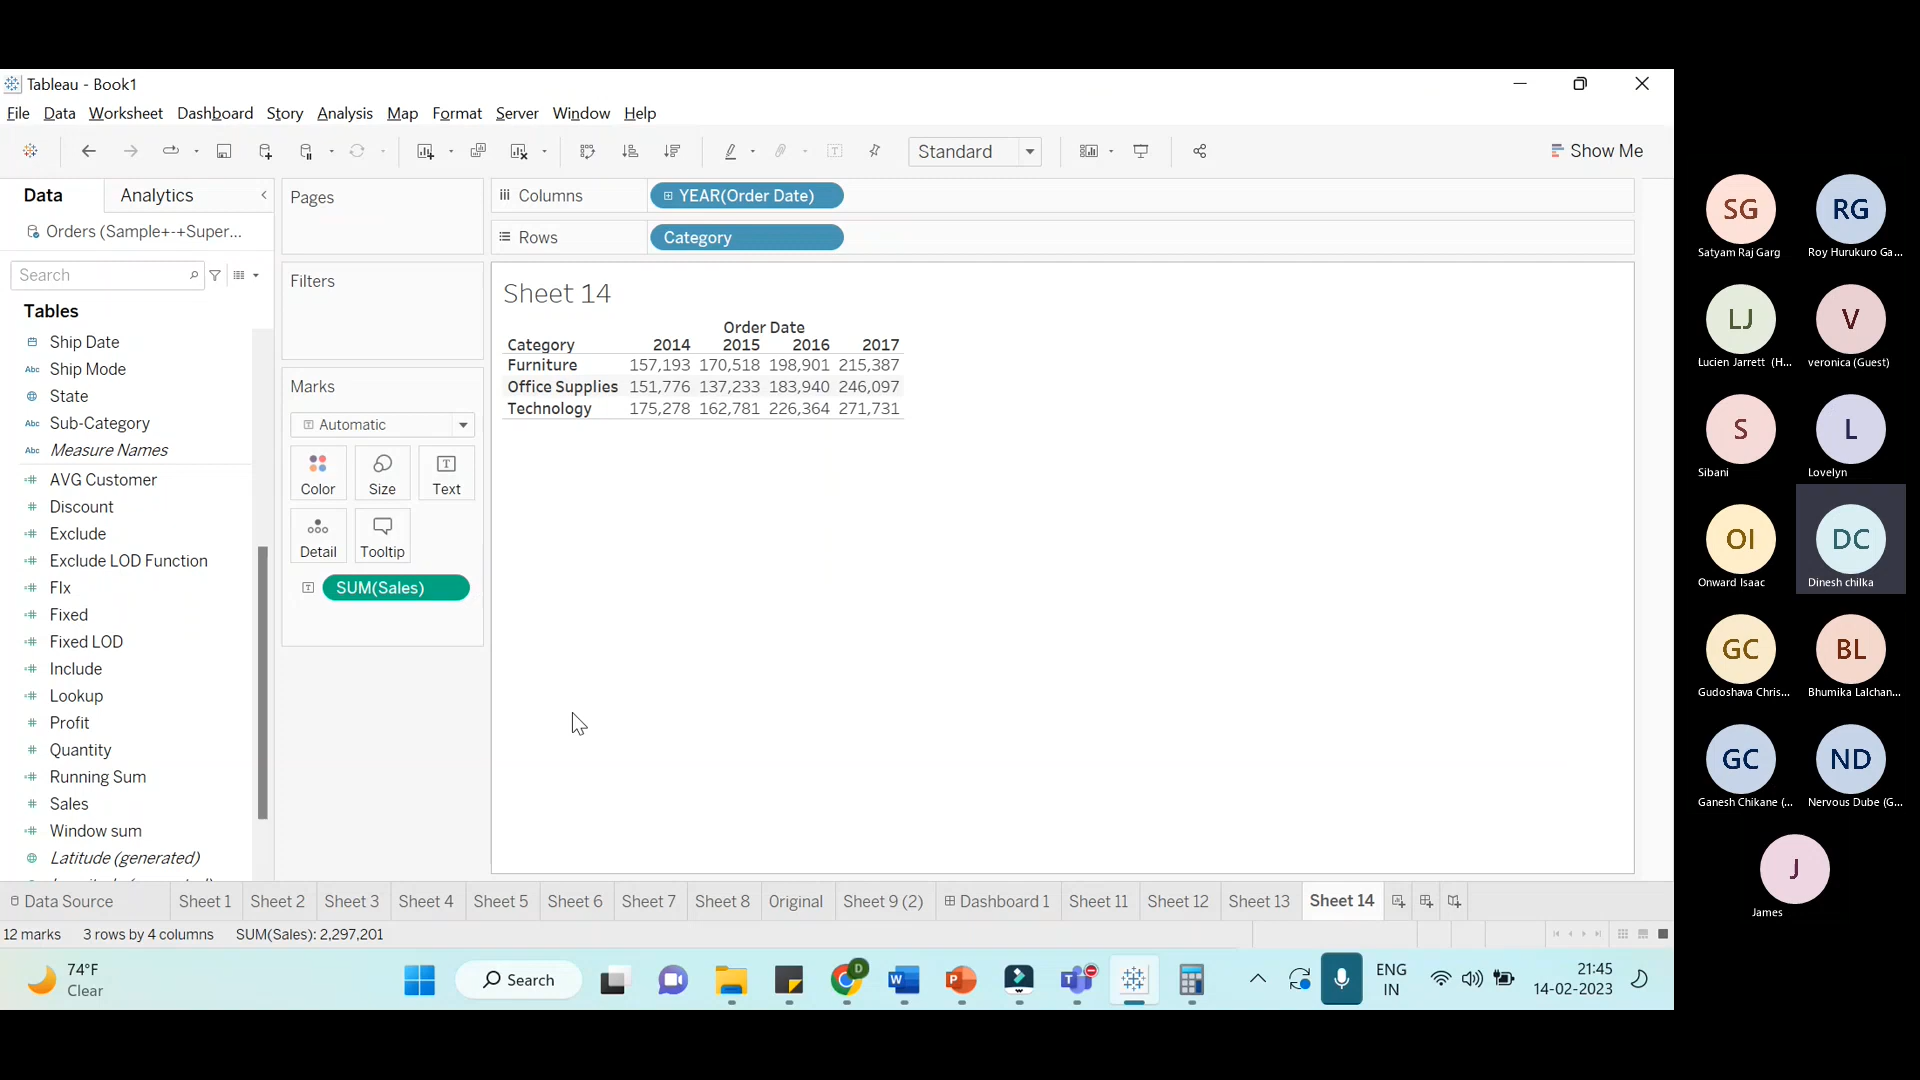 Tableau - Book1
File Data Worksheet Dashboard Story Analysis Map Format Server Window Help
Standard
Show Me
Data Analytics
Orders (Sample+-+Super...
Search
Tables
Ship Date
Abc Ship Mode
State
Abc Sub-Category
Abc Measure Names
AVG Customer
Discount
Exclude
Exclude LOD Function
FIx
Fixed
Fixed LOD
Include
Lookup
Profit
Quantity
Running Sum
Sales
Window sum
Latitude (generated)
Pages
Filters
Marks
Automatic
Color Size Text
Detail Tooltip
SUM(Sales)
Columns YEAR(Order Date)
Rows Category
Sheet 14
Order Date
Category 2014 2015 2016 2017
Furniture 157,193 170,518 198,901 215,387
Office Supplies 151,776 137,233 183,940 246,097
Technology 175,278 162,781 226,364 271,731
Data Source Sheet 1 Sheet 2 Sheet 3 Sheet 4 Sheet 5 Sheet 6 Sheet 7 Sheet 8 Original Sheet 9 (2) Dashboard 1 Sheet 11 Sheet 12 Sheet 13 Sheet 14
12 marks 3 rows by 4 columns SUM(Sales): 2,297,201
74°F
Clear
Search
D
ENG
IN
21:45
14-02-2023
SG RG
Satyam Raj Garg Roy Hurukuro Ga...
LJ V
Lucien Jarrett (H... veronica (Guest)
S L
Sibani Lovelyn
OI DC
Onward Isaac Dinesh chilka
GC BL
Gudoshava Chris... Bhumika Lalchan...
GC ND
Ganesh Chikane (... Nervous Dube (G...
J
James